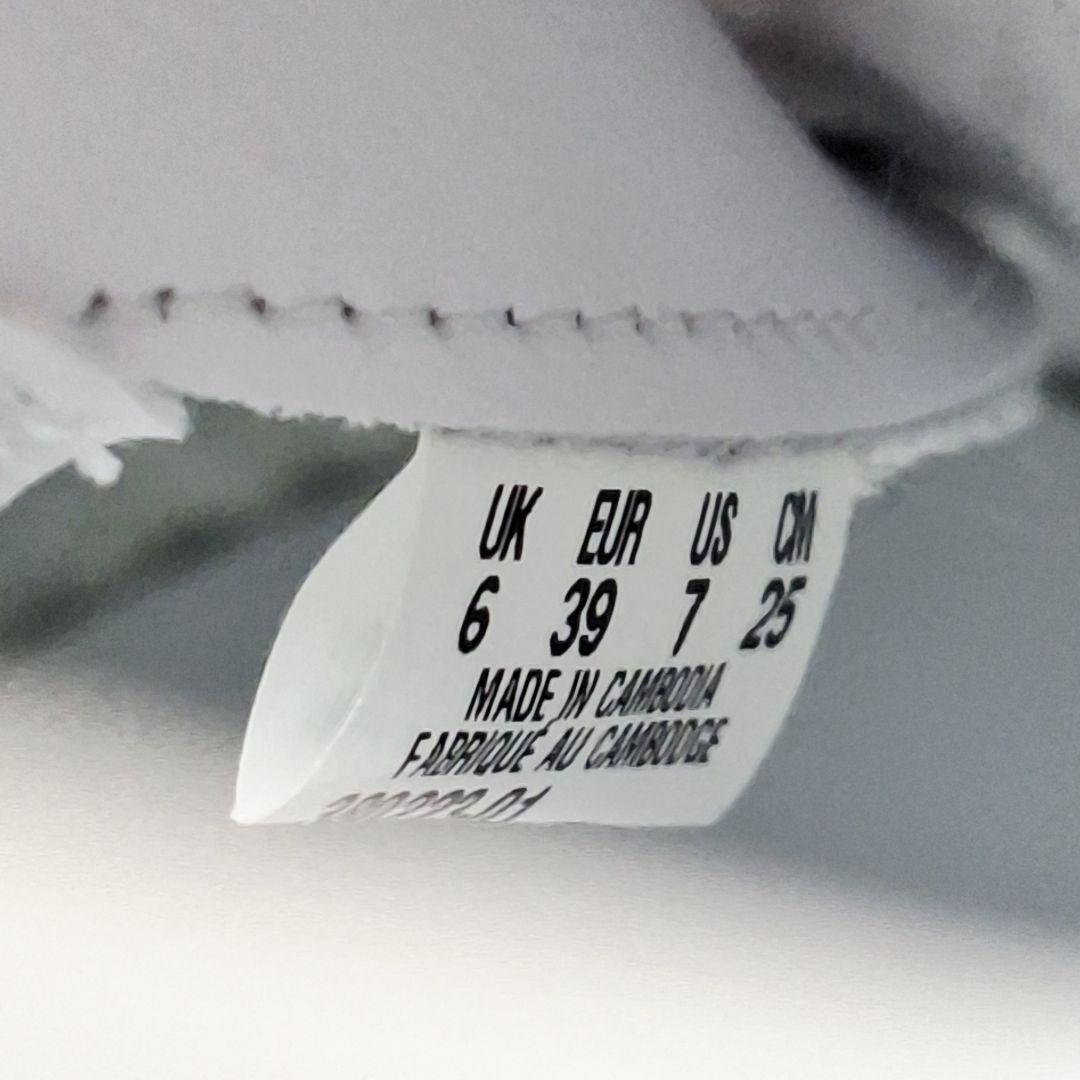 UK EUR US CM
6 39 7 25
MADE IN CAMBODIA
FABRIQUÉ AU CAMBODGE